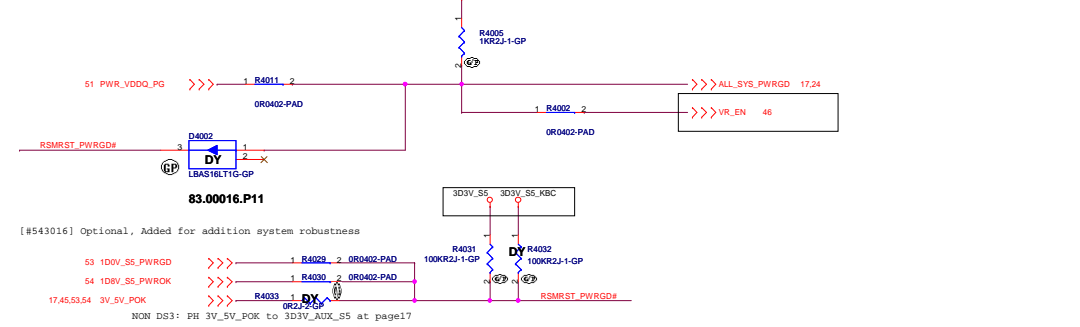 1
R4005
1KR2J-1-GP
2
51 PWR_VDDQ_PG
1 R4011 2
0R0402-PAD
ALL_SYS_PWRGD 17,24
1 R4002 2
0R0402-PAD
VR_EN 46
RSMRST_PWRGD#
D4002
3
1
2
DY
GP
LBAS16LT1G-GP
83.00016.P11
3D3V_S5 3D3V_S5_KBC
[#543016] Optional, Added for addition system robustness
1 1
R4031
100KR2J-1-GP
DY R4032
100KR2J-1-GP
2 2
53 1D0V_S5_PWRGD
1 R4029 2 0R0402-PAD
54 1D8V_S5_PWROK
1 R4030 2 0R0402-PAD
17,45,53,54 3V_5V_POK
R4033 1 DY
0R2J-2-GP
RSMRST_PWRGD#
NON DS3: PH 3V_5V_POK to 3D3V_AUX_S5 at page17